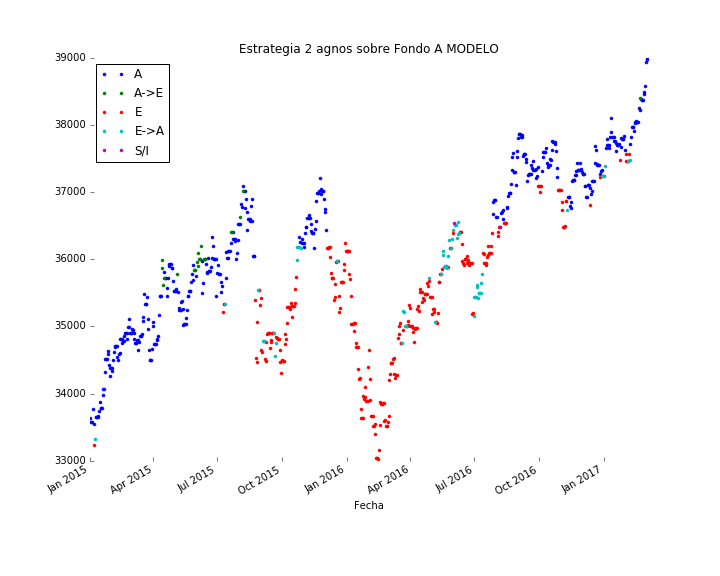 Estrategia 2 agnos sobre Fondo A MODELO
39000
38000
37000
36000
35000
34000
33000
A
A->E
E
E->A
S/I
Jan 2015
Apr 2015
Jul 2015
Oct 2015
Jan 2016
Apr 2016
Jul 2016
Oct 2016
Jan 2017
Fecha